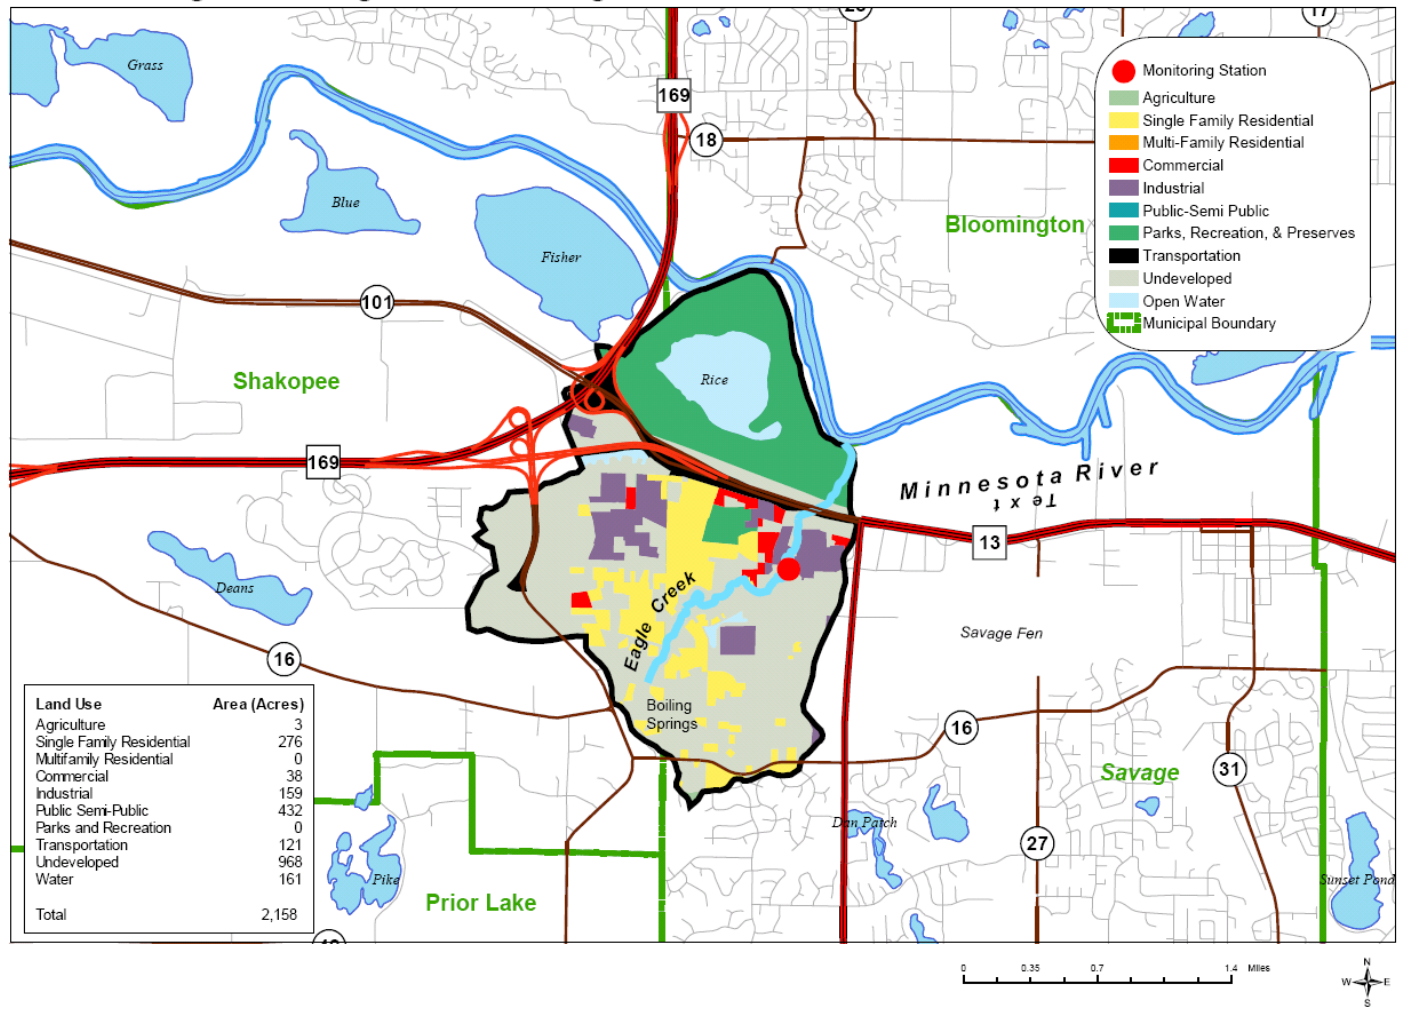 169
18
17
Grass
Blue
Fisher
101
Shakopee
169
Rice
Bloomington
Monitoring Station
Agriculture
Single Family Residential
Multi-Family Residential
Commercial
Industrial
Public-Semi Public
Parks, Recreation, & Preserves
Transportation
Undeveloped
Open Water
Municipal Boundary
Minnesota River
Text
13
Deans
Eagle Creek
Savage Fen
16
Boiling
Springs
16
Savage
31
Dan Patch
27
Sunset Pond
Pike
Prior Lake
Land Use Area (Acres)
Agriculture 3
Single Family Residential 276
Multifamily Residential 0
Commercial 38
Industrial 159
Public Semi-Public 432
Parks and Recreation 0
Transportation 121
Undeveloped 968
Water 161
Total 2,158
0 0.35 0.7 1.4 Miles
N
W E
S